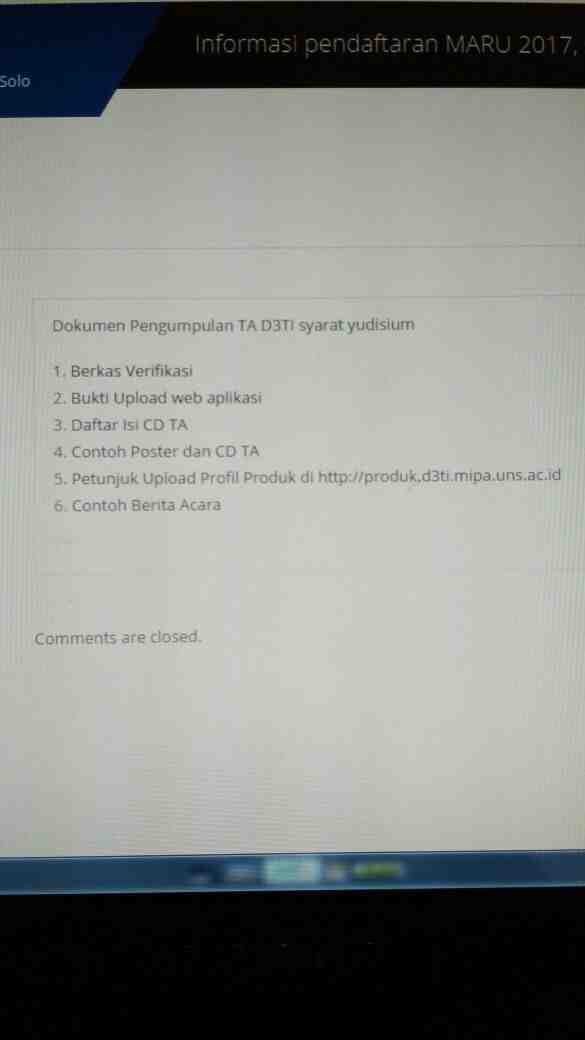 Informasi pendaftaran MARU 2017,
Solo
Dokumen Pengumpulan TA D3TI syarat yudisium
1. Berkas Verifikasi
2. Bukti Upload web aplikasi
3. Daftar Isi CD TA
4. Contoh Poster dan CD TA
5. Petunjuk Upload Profil Produk di http://produk.d3ti.mipa.uns.ac.id
6. Contoh Berita Acara
Comments are closed.